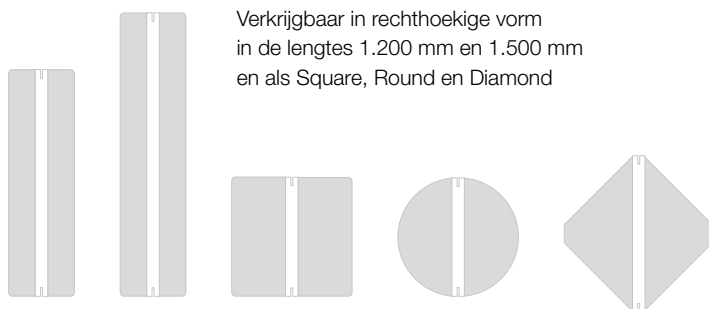 Verkrijgbaar in rechthoekige vorm
in de lengtes 1.200 mm en 1.500 mm
en als Square, Round en Diamond